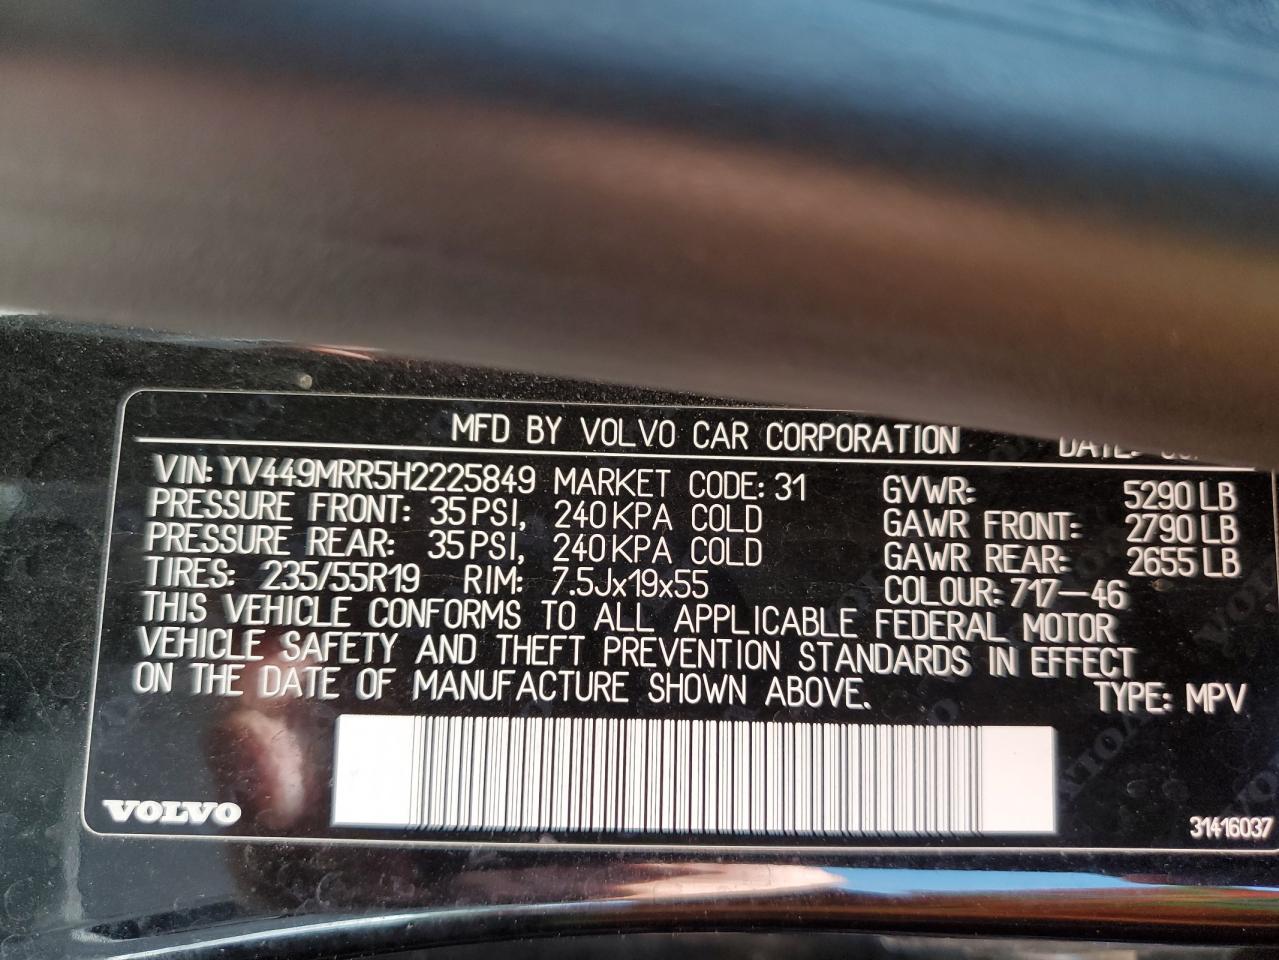 MFD BY VOLVO CAR CORPORATION
VIN: YV449MRR5H2225849 MARKET CODE: 31 GVWR: 5290 LB
PRESSURE FRONT: 35 PSI, 240 KPA COLD GAWR FRONT: 2790 LB
PRESSURE REAR: 35 PSI, 240 KPA COLD GAWR REAR: 2655 LB
TIRES: 235/55R19 RIM: 7.5Jx19x55 COLOUR: 717-46
THIS VEHICLE CONFORMS TO ALL APPLICABLE FEDERAL MOTOR
VEHICLE SAFETY AND THEFT PREVENTION STANDARDS IN EFFECT
ON THE DATE OF MANUFACTURE SHOWN ABOVE. TYPE: MPV
VOLVO
31416037